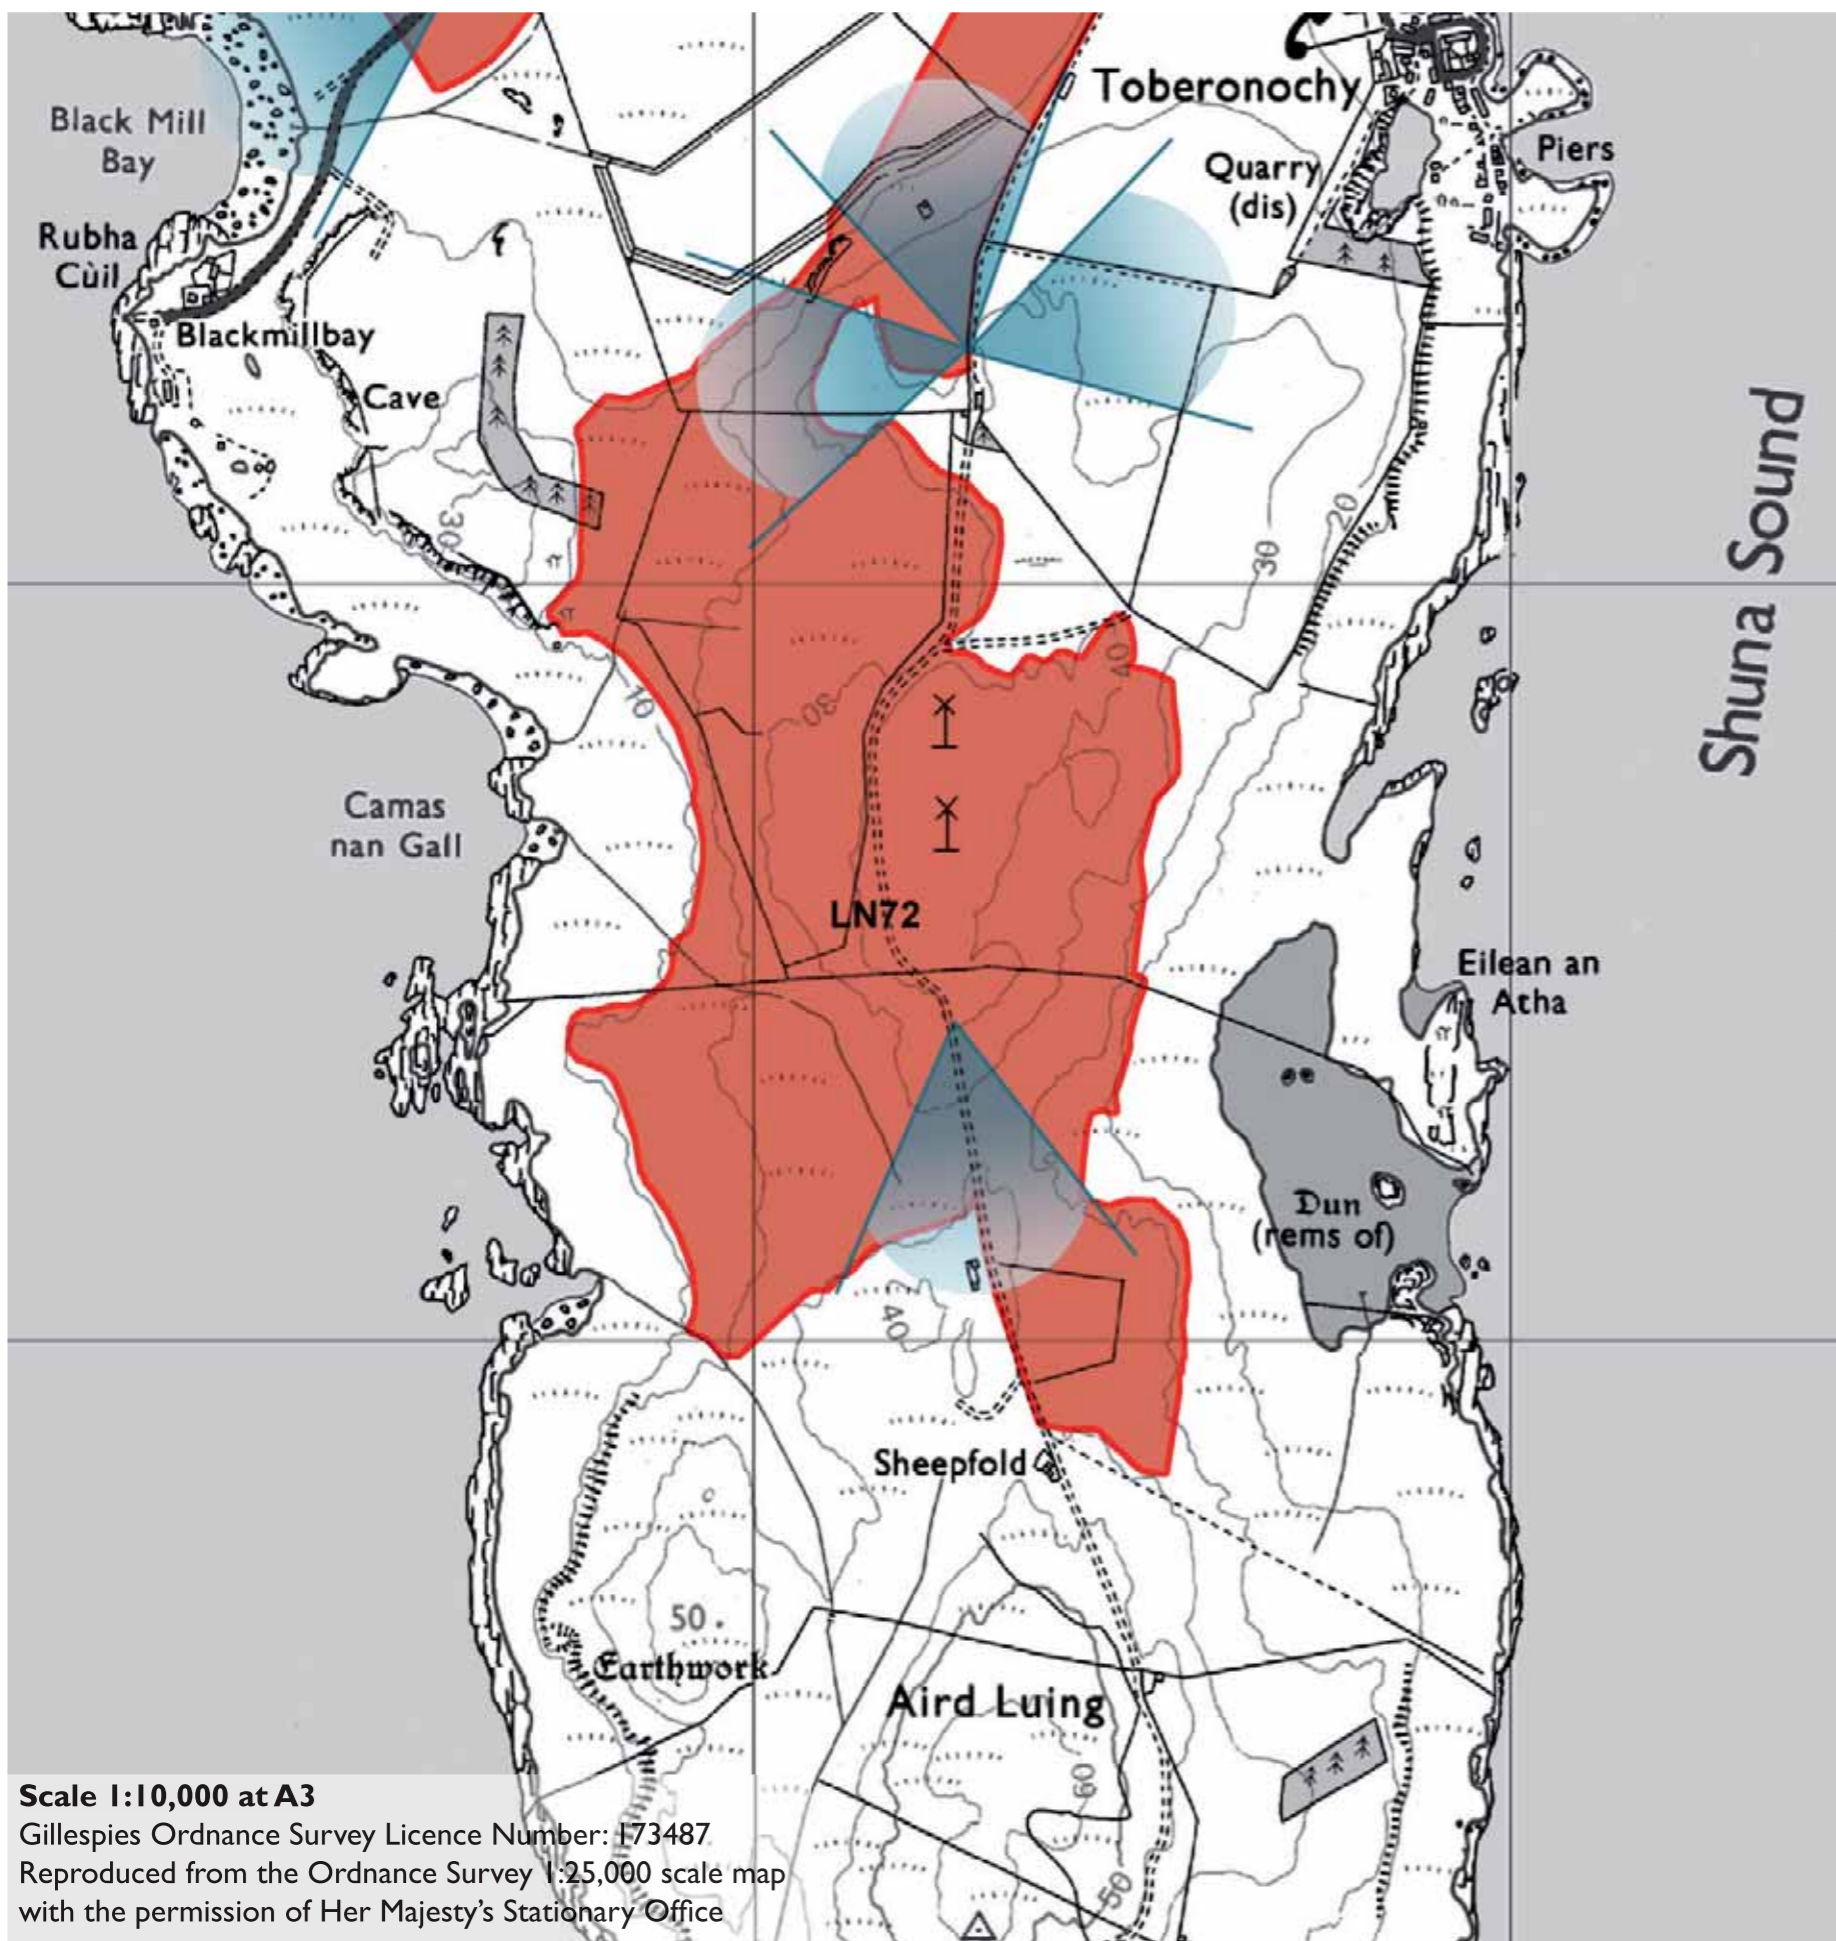 Toberonochy
Black Mill
Bay
Piers
Quarry
(dis)
Rubha
Cùil
Blackmillbay
Cave
Shuna Sound
30
20
30
40
10
30
Camas
nan Gall
LN72
Eilean an
Atha
Dun
(rems of)
40
Sheepfold
50
Earthwork
Aird Luing
60
50
Scale 1:10,000 at A3
Gillespies Ordnance Survey Licence Number: 173487
Reproduced from the Ordnance Survey 1:25,000 scale map
with the permission of Her Majesty's Stationary Office